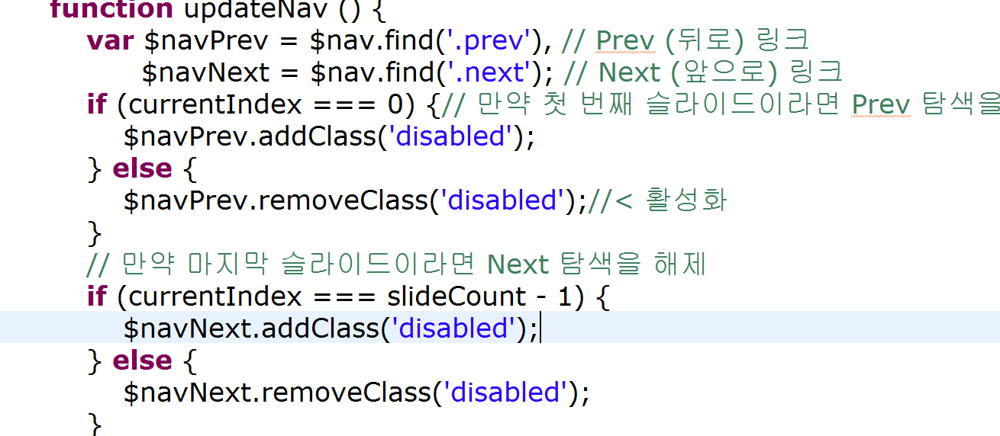 function updateNav () {
var $navPrev = $nav.find('.prev'), // Prev (뒤로) 링크
$navNext = $nav.find('.next'); // Next (앞으로) 링크
if (currentIndex === 0) {// 만약 첫 번째 슬라이드이라면 Prev 탐색을
$navPrev.addClass('disabled');
} else {
$navPrev.removeClass('disabled');//< 활성화
}
// 만약 마지막 슬라이드이라면 Next 탐색을 해제
if (currentIndex === slideCount - 1) {
$navNext.addClass('disabled');
} else {
$navNext.removeClass('disabled');
}